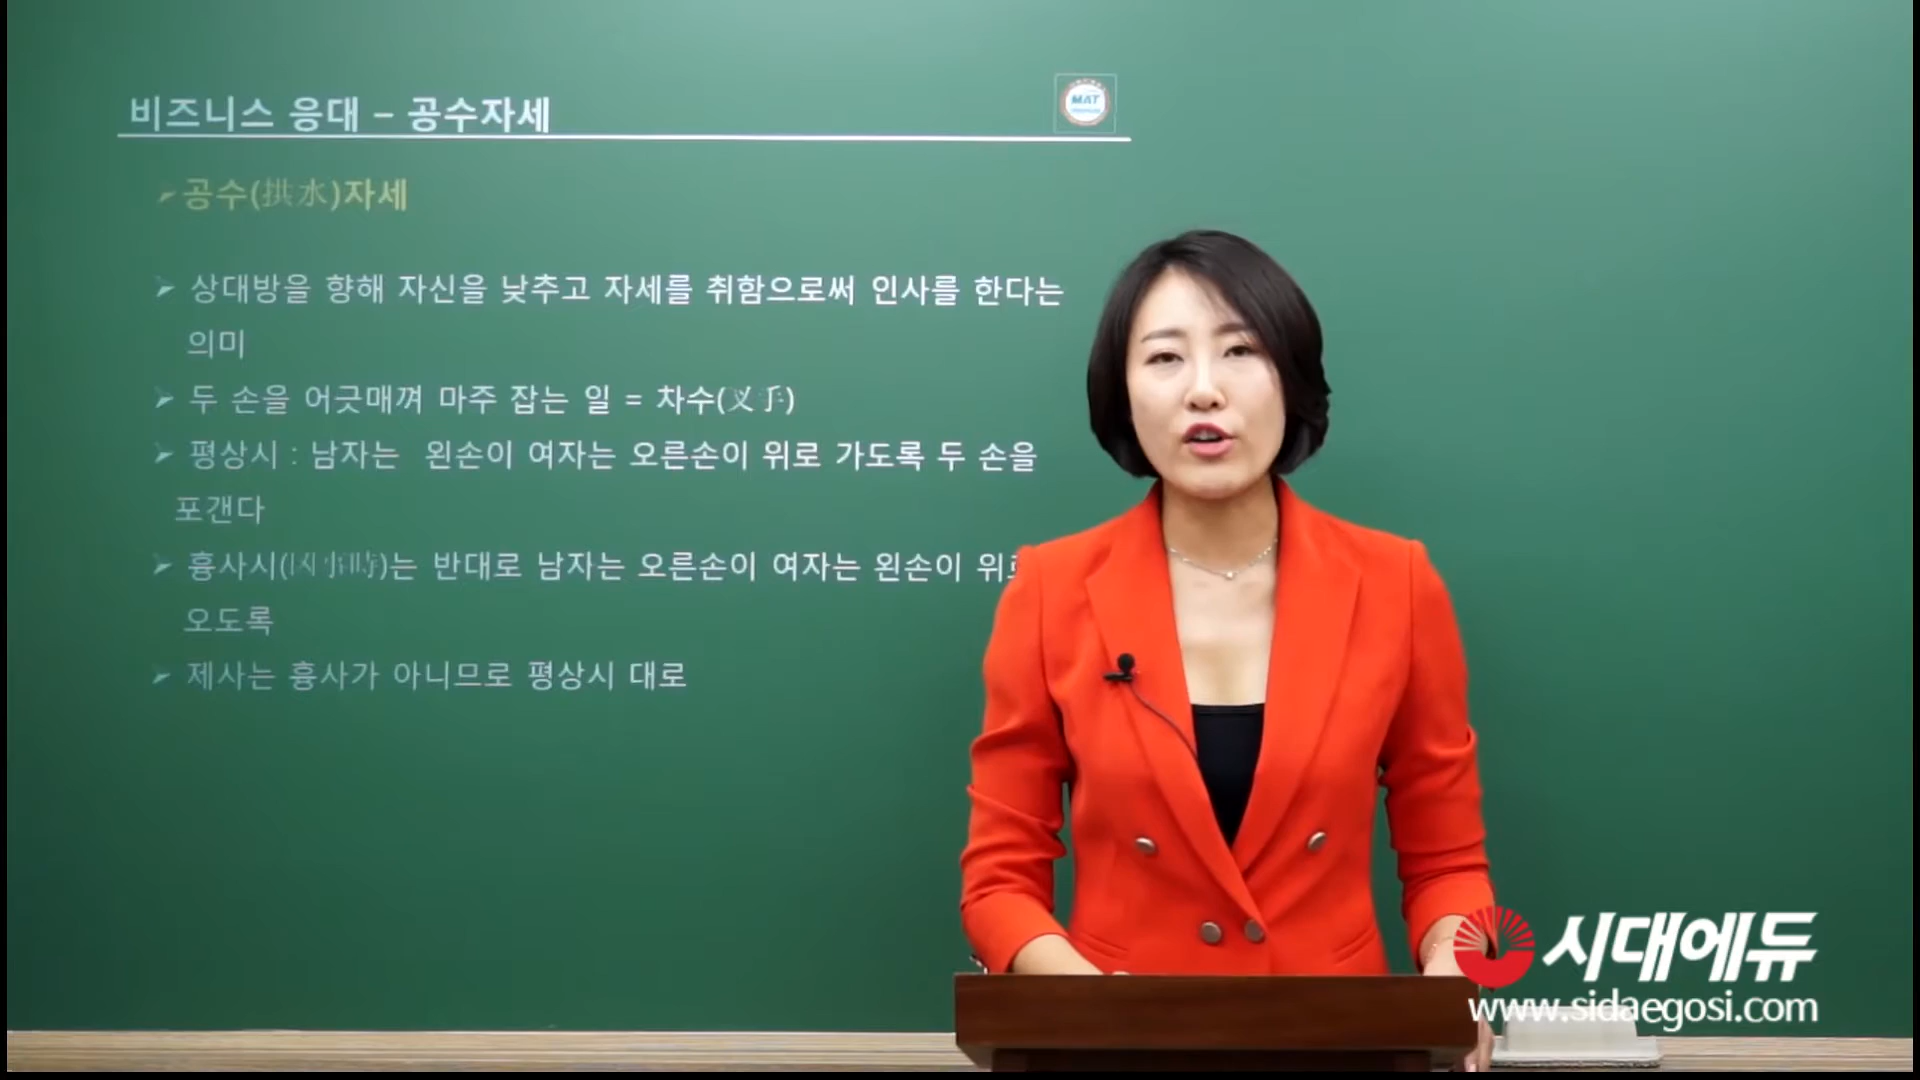 비즈니스 응대 – 공수자세
MAT
➢공수(拱水)자세
➢ 상대방을 향해 자신을 낮추고 자세를 취함으로써 인사를 한다는
의미
➢ 두 손을 어긋매껴 마주 잡는 일 = 차수(叉手)
➢ 평상시 : 남자는 왼손이 여자는 오른손이 위로 가도록 두 손을
포갠다
➢ 흉사시(凶事時)는 반대로 남자는 오른손이 여자는 왼손이 위로
오도록
➢ 제사는 흉사가 아니므로 평상시 대로
시대에듀
www.sidaegosi.com